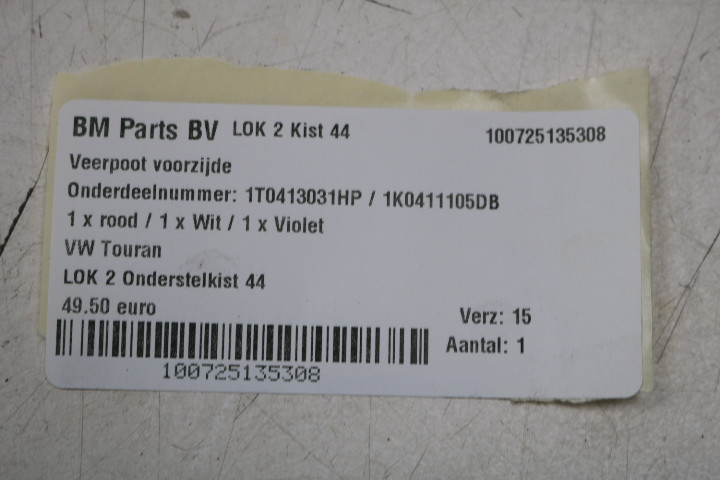 BM Parts BV LOK 2 Kist 44 100725135308
Veerpoot voorzijde
Onderdeelnummer: 1T0413031HP / 1K0411105DB
1 x rood / 1 x Wit / 1 x Violet
VW Touran
LOK 2 Onderstelkist 44
49.50 euro Verz: 15
Aantal: 1
100725135308